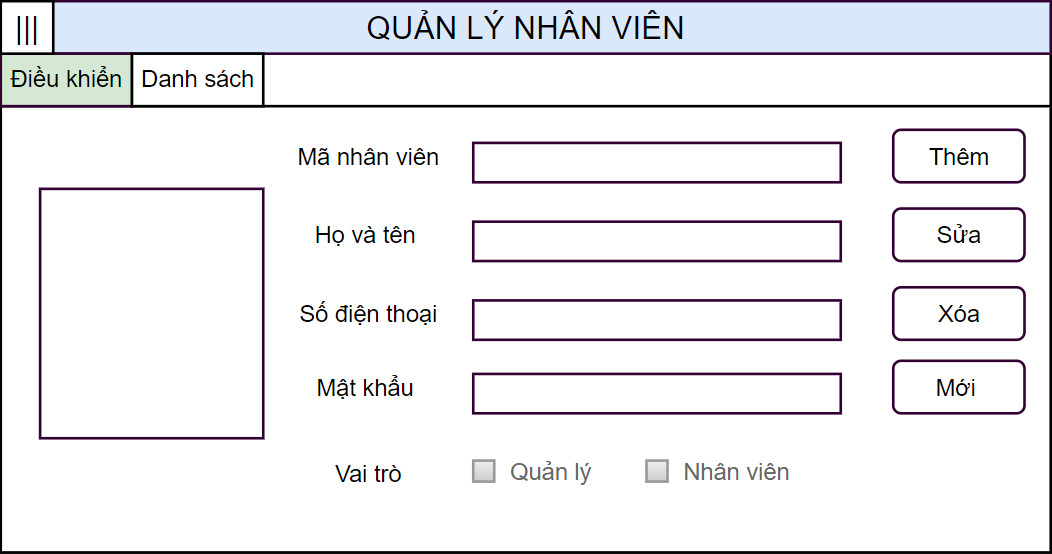 ||| QUẢN LÝ NHÂN VIÊN
Điều khiển Danh sách
Mã nhân viên Thêm
Họ và tên Sửa
Số điện thoại Xóa
Mật khẩu Mới
Vai trò Quản lý Nhân viên